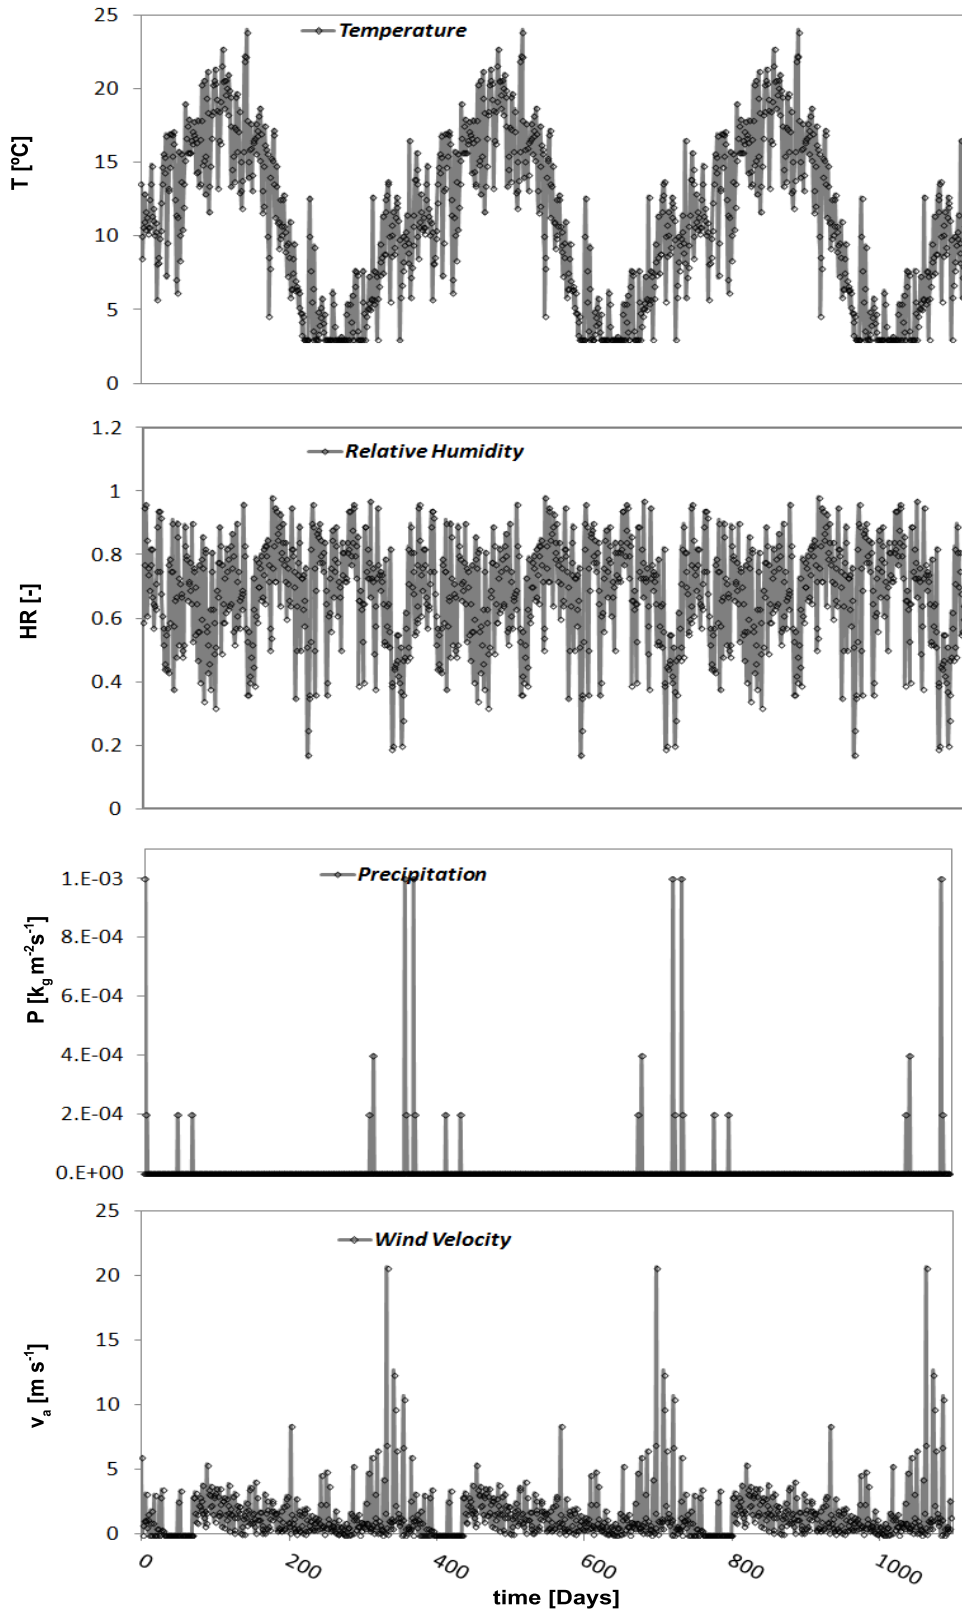 25
Temperature
20
15
T [ºC]
10
5
0
1.2
Relative Humidity
1
0.8
HR [-]
0.6
0.4
0.2
0
Precipitation
1.E-03
8.E-04
P [kg m-2s-1]
6.E-04
4.E-04
2.E-04
0.E+00
25
Wind Velocity
20
15
va [m s-1]
10
5
0
0 200 400 600 800 1000
time [Days]